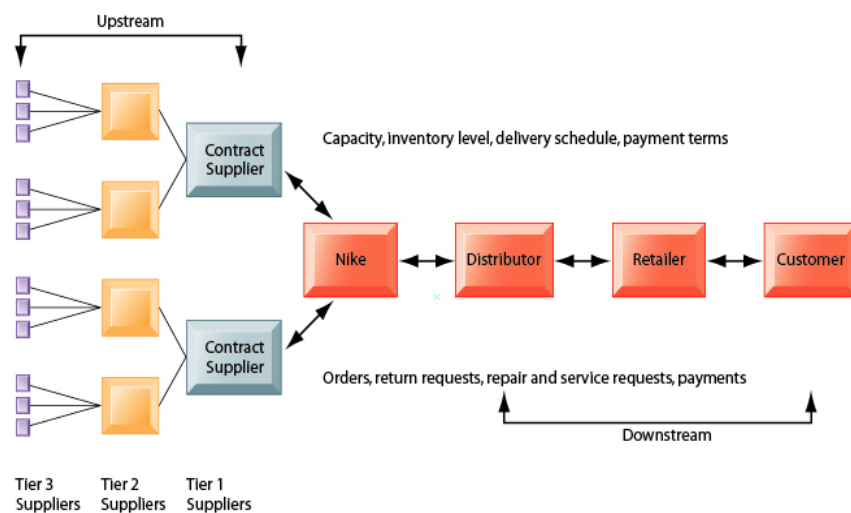 Upstream
Contract
Supplier
Capacity, inventory level, delivery schedule, payment terms
Nike
Distributor
Retailer
Customer
Contract
Supplier
Orders, return requests, repair and service requests, payments
Downstream
Tier 3
Suppliers
Tier 2
Suppliers
Tier 1
Suppliers